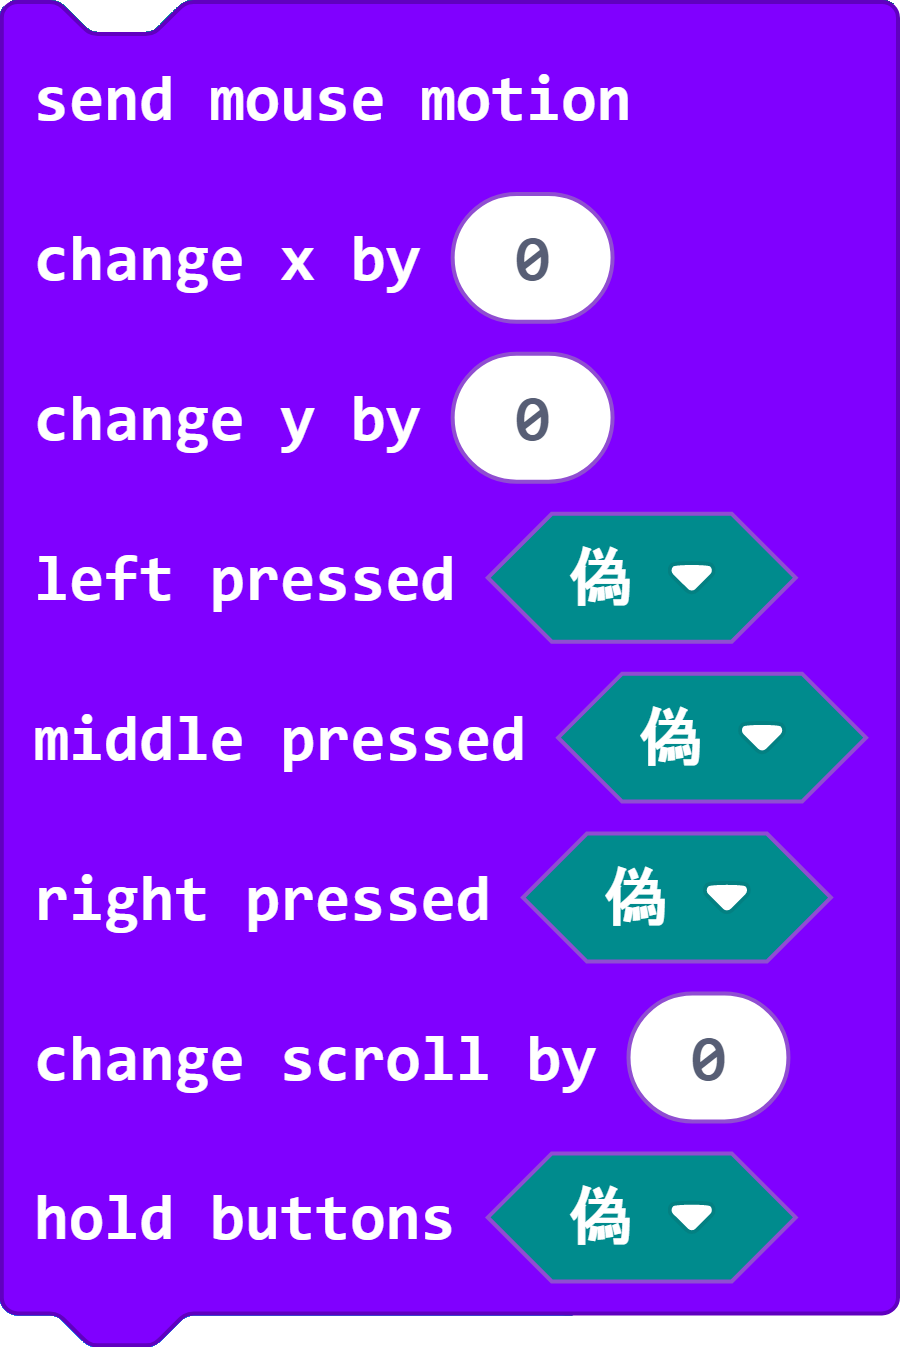 send mouse motion
change x by 0
change y by 0
left pressed 偽
middle pressed 偽
right pressed 偽
change scroll by 0
hold buttons 偽